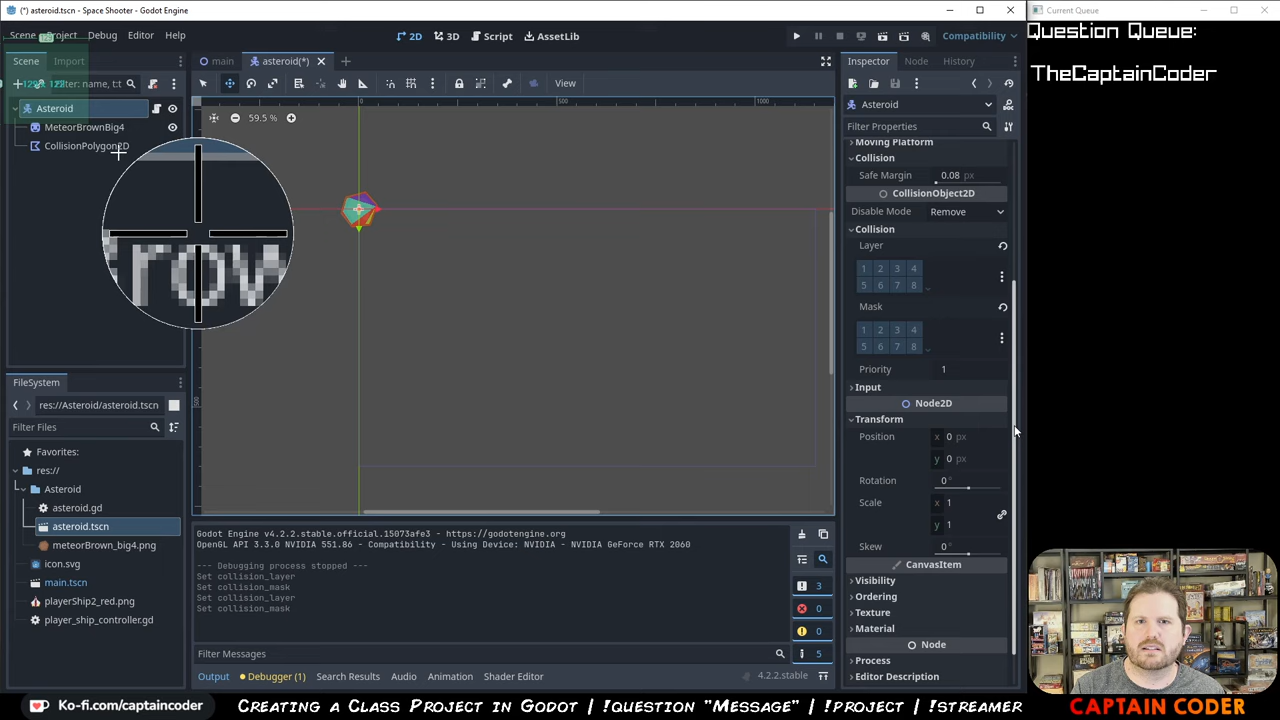 (*) asteroid.tscn - Space Shooter - Godot Engine
Current Queue
Scene Project Debug Editor Help
2D 3D Script AssetLib
Compatibility
Question Queue:
TheCaptainCoder
Scene Import
main asteroid(*)
Inspector Node History
Filter: name, t:t
View
59.5 %
0 500 1000
500
Asteroid
MeteorBrownBig4
CollisionPolygon2D
rov
Asteroid
Filter Properties
Moving Platform
Collision
Safe Margin 0.08 px
CollisionObject2D
Disable Mode Remove
Collision
Layer
1 2 3 4
5 6 7 8
Mask
1 2 3 4
5 6 7 8
Priority 1
Input
Node2D
Transform
Position x 0 px
y 0 px
Rotation 0 °
Scale x 1
y 1
Skew 0 °
CanvasItem
Visibility
Ordering
Texture
Material
Node
Process
Editor Description
FileSystem
res://Asteroid/asteroid.tscn
Filter Files
Favorites:
res://
Asteroid
asteroid.gd
asteroid.tscn
meteorBrown_big4.png
icon.svg
main.tscn
playerShip2_red.png
player_ship_controller.gd
Godot Engine v4.2.2.stable.official.15073afe3 - https://godotengine.org
OpenGL API 3.3.0 NVIDIA 551.86 - Compatibility - Using Device: NVIDIA - NVIDIA GeForce RTX 2060
--- Debugging process stopped ---
Set collision_layer
Set collision_mask
Set collision_layer
Set collision_mask
3
0
0
5
Filter Messages
Output Debugger (1) Search Results Audio Animation Shader Editor
4.2.2.stable
Ko-fi.com/captaincoder
Creating a Class Projection Godot | !question "Message" | !project | !streamer
CAPTAIN CODER